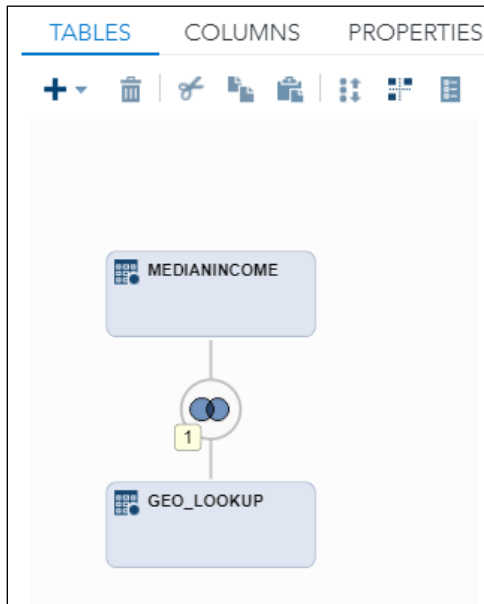 TABLES COLUMNS PROPERTIES
MEDIANINCOME
1
GEO_LOOKUP